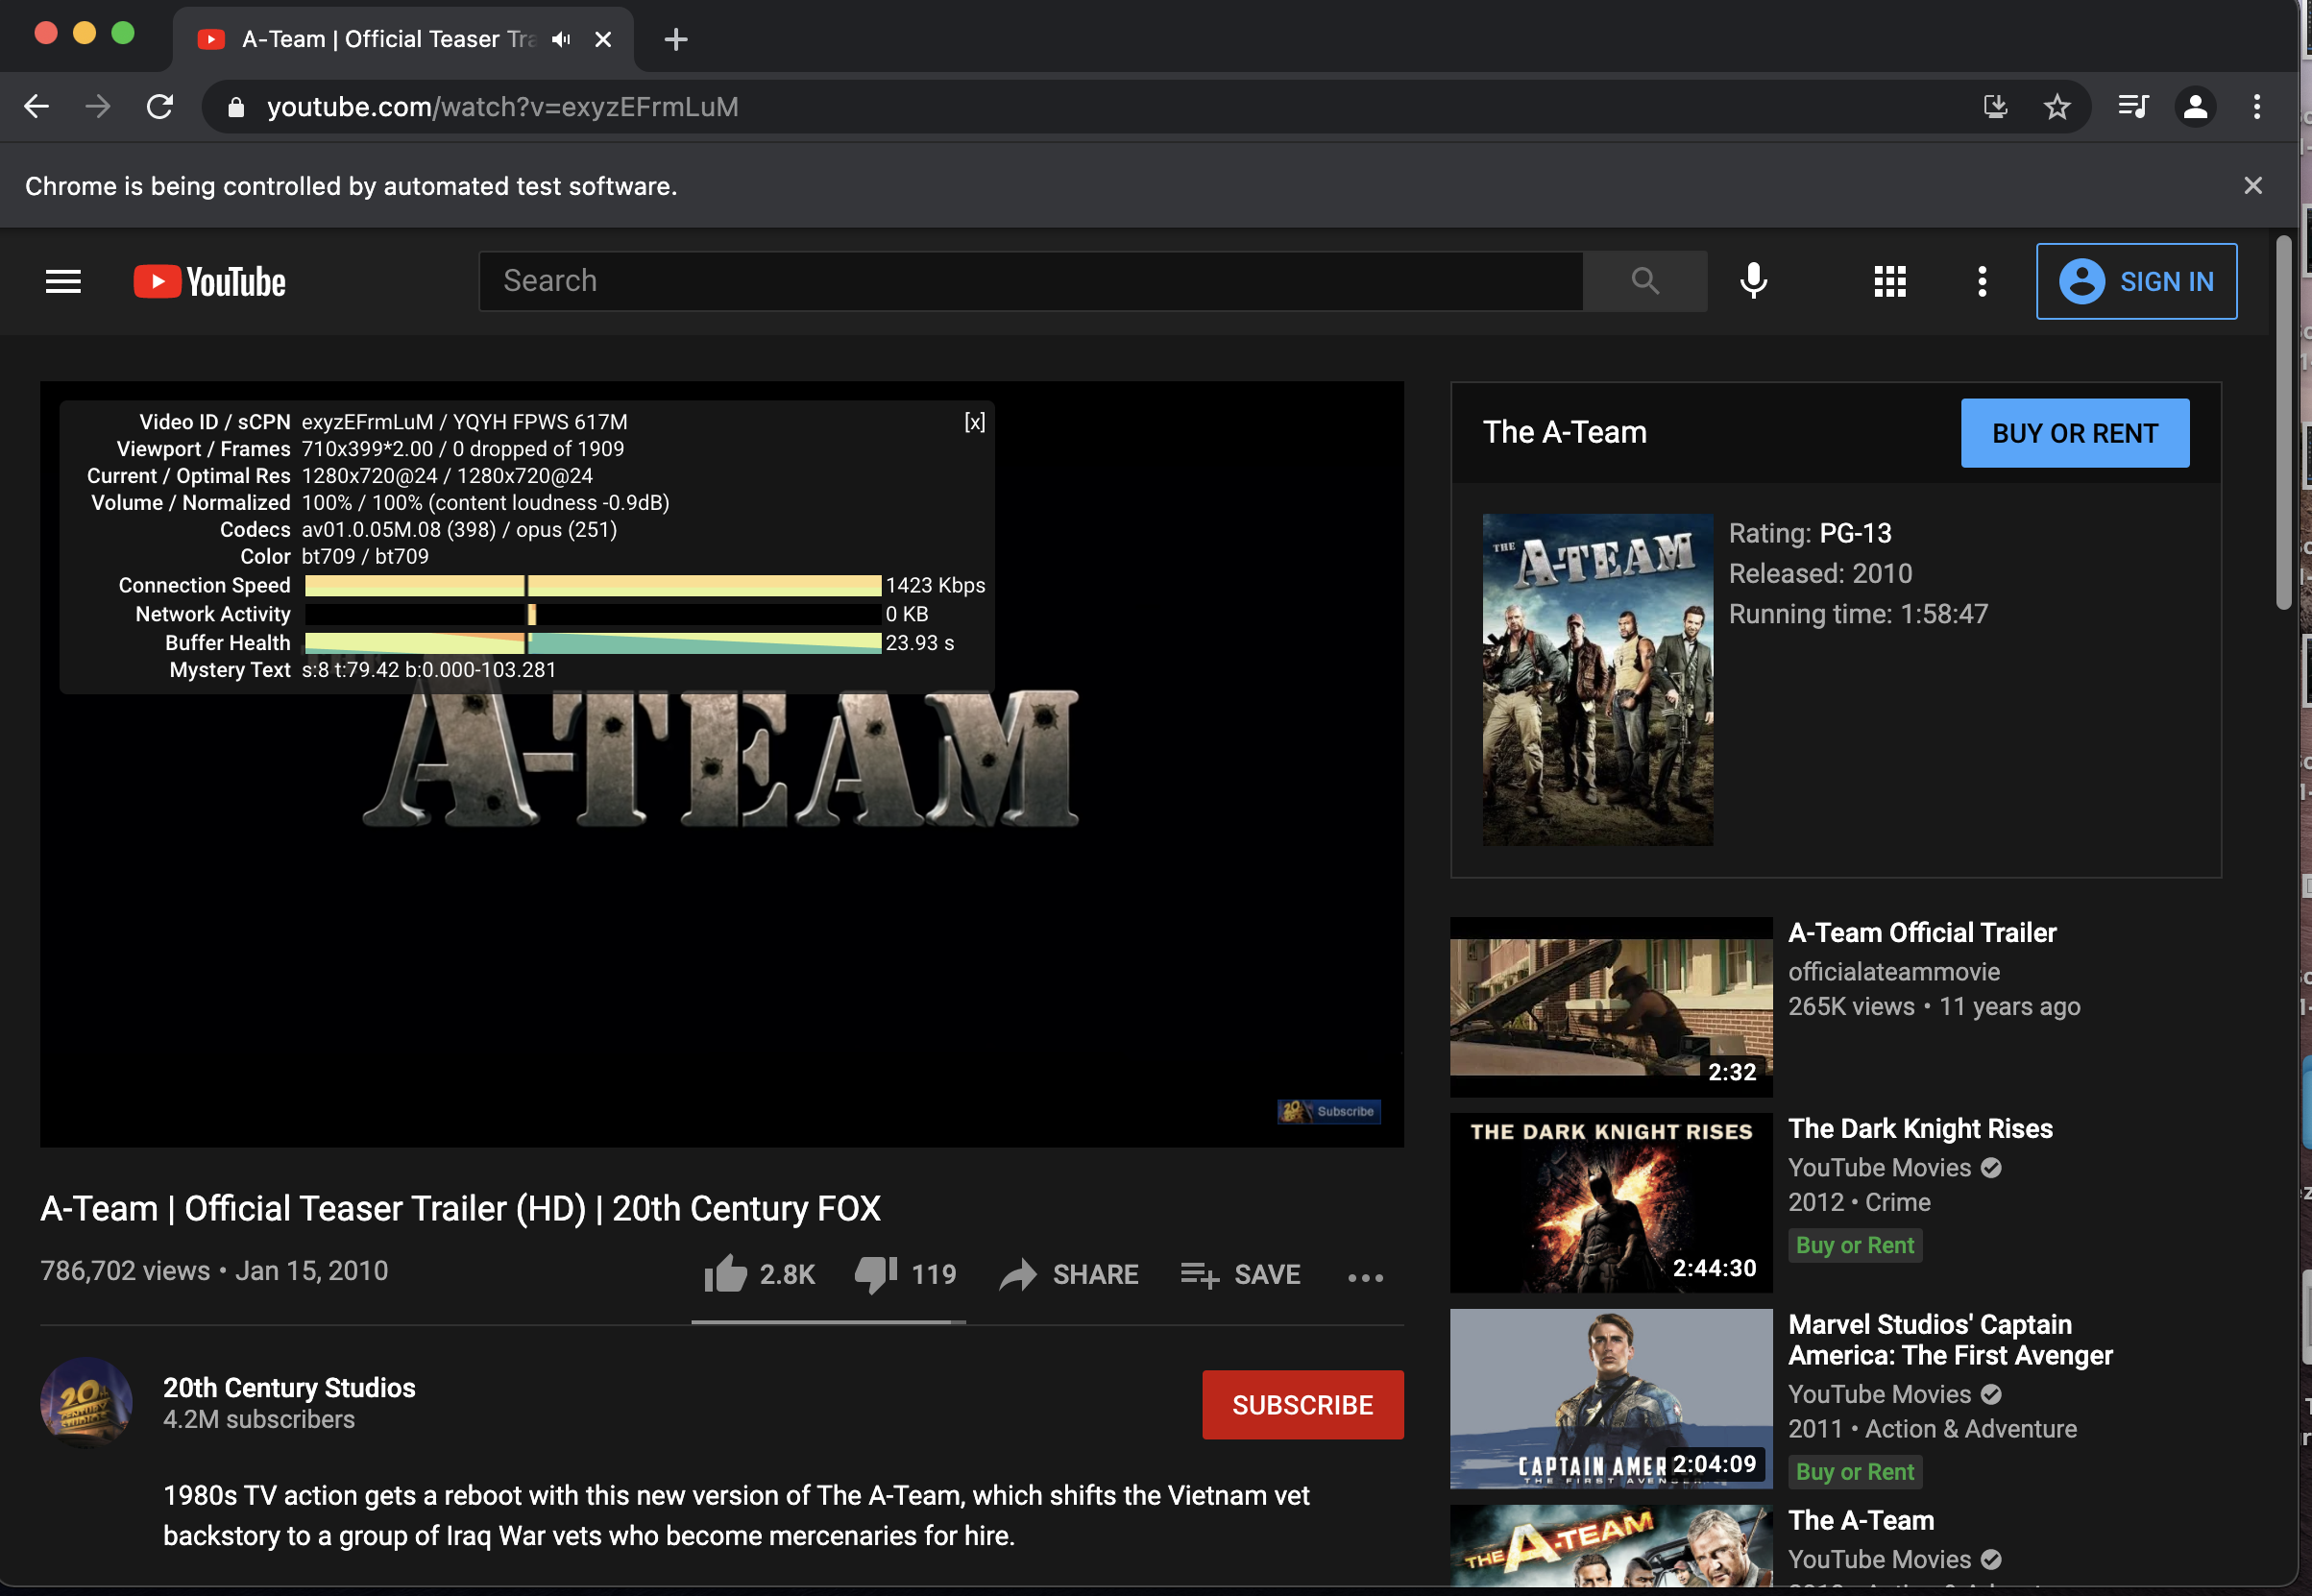 A-Team | Official Teaser Tra
youtube.com/watch?v=exyzEFrmLuM
Chrome is being controlled by automated test software.
YouTube
Search
SIGN IN
Video ID / sCPN exyzEFrmLuM / YQYH FPWS 617M
[x]
Viewport / Frames 710x399*2.00 / 0 dropped of 1909
Current / Optimal Res 1280x720@24 / 1280x720@24
Volume / Normalized 100% / 100% (content loudness -0.9dB)
Codecs av01.0.05M.08 (398) / opus (251)
Color bt709 / bt709
Connection Speed 1423 Kbps
Network Activity 0 KB
Buffer Health 23.93 s
Mystery Text s:8 t:79.42 b:0.000-103.281
A-TEAM
20th Subscribe
A-Team | Official Teaser Trailer (HD) | 20th Century FOX
786,702 views • Jan 15, 2010
2.8K
119
SHARE
SAVE
20th Century Studios
4.2M subscribers
SUBSCRIBE
1980s TV action gets a reboot with this new version of The A-Team, which shifts the Vietnam vet
backstory to a group of Iraq War vets who become mercenaries for hire.
The A-Team
BUY OR RENT
THE A-TEAM
Rating: PG-13
Released: 2010
Running time: 1:58:47
2:32
A-Team Official Trailer
officialateammovie
265K views • 11 years ago
THE DARK KNIGHT RISES
2:44:30
The Dark Knight Rises
YouTube Movies
2012 • Crime
Buy or Rent
CAPTAIN AMER
THE FIRST AVEN
2:04:09
Marvel Studios' Captain
America: The First Avenger
YouTube Movies
2011 • Action & Adventure
Buy or Rent
THE A-TEAM
The A-Team
YouTube Movies